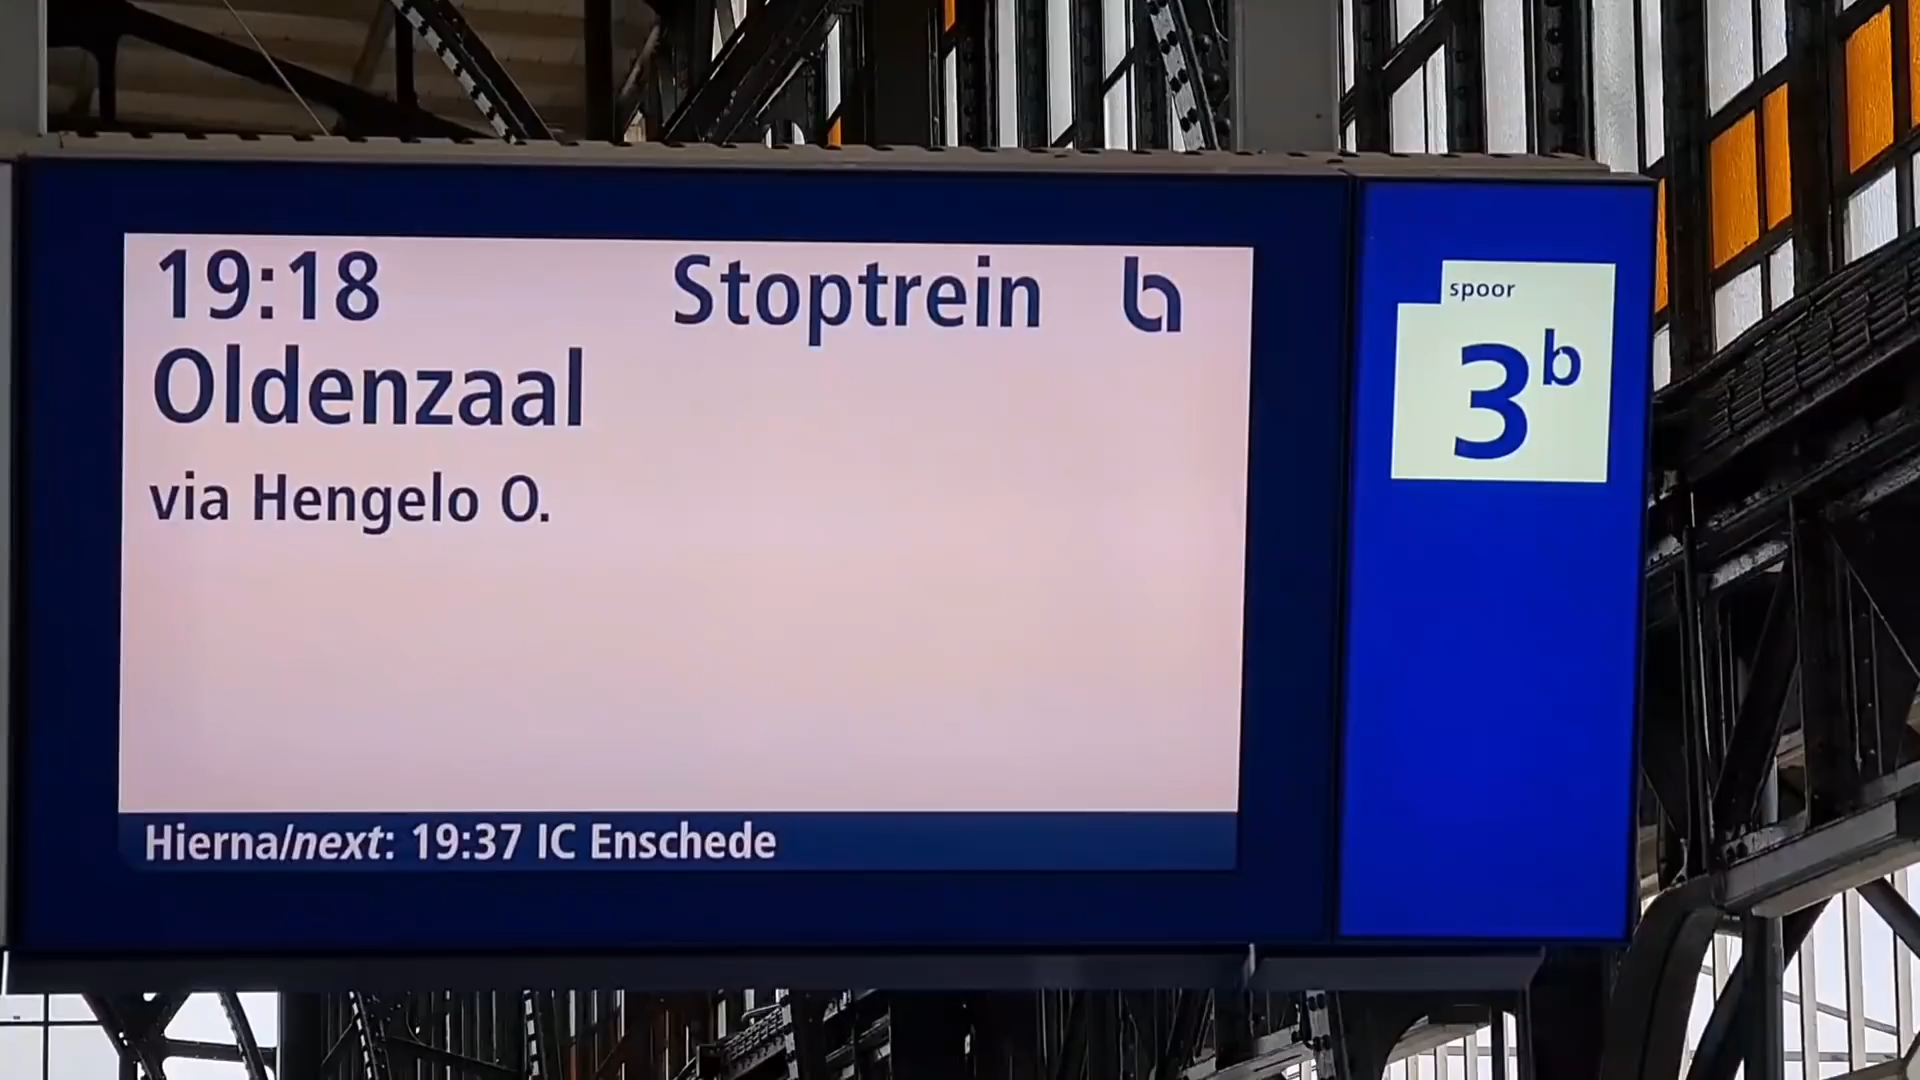 19:18 Stoptrein
Oldenzaal
via Hengelo O.
Hierna/next: 19:37 IC Enschede
spoor
3b